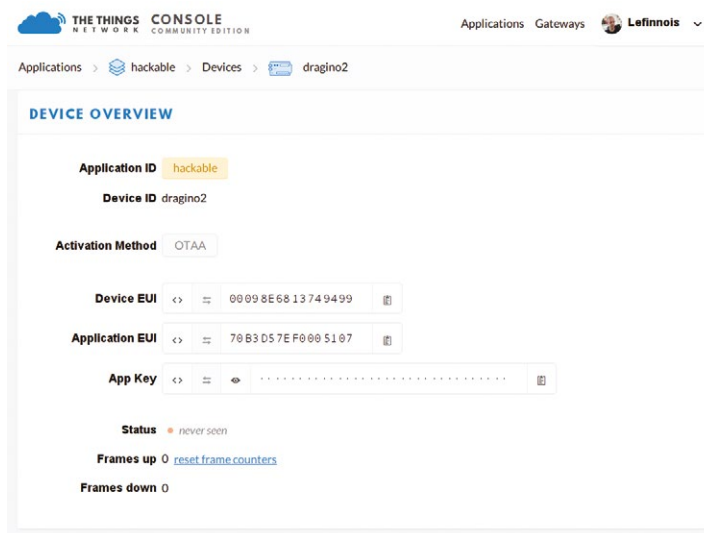 THE THINGS NETWORK CONSOLE COMMUNITY EDITION
Applications Gateways Lefinnois
Applications > hackable > Devices > dragino2
DEVICE OVERVIEW
Application ID hackable
Device ID dragino2
Activation Method OTAA
Device EUI <> 00098E6813749499
Application EUI <> 70B3D57EF0005107
App Key <> ................................
Status • never seen
Frames up 0 reset frame counters
Frames down 0